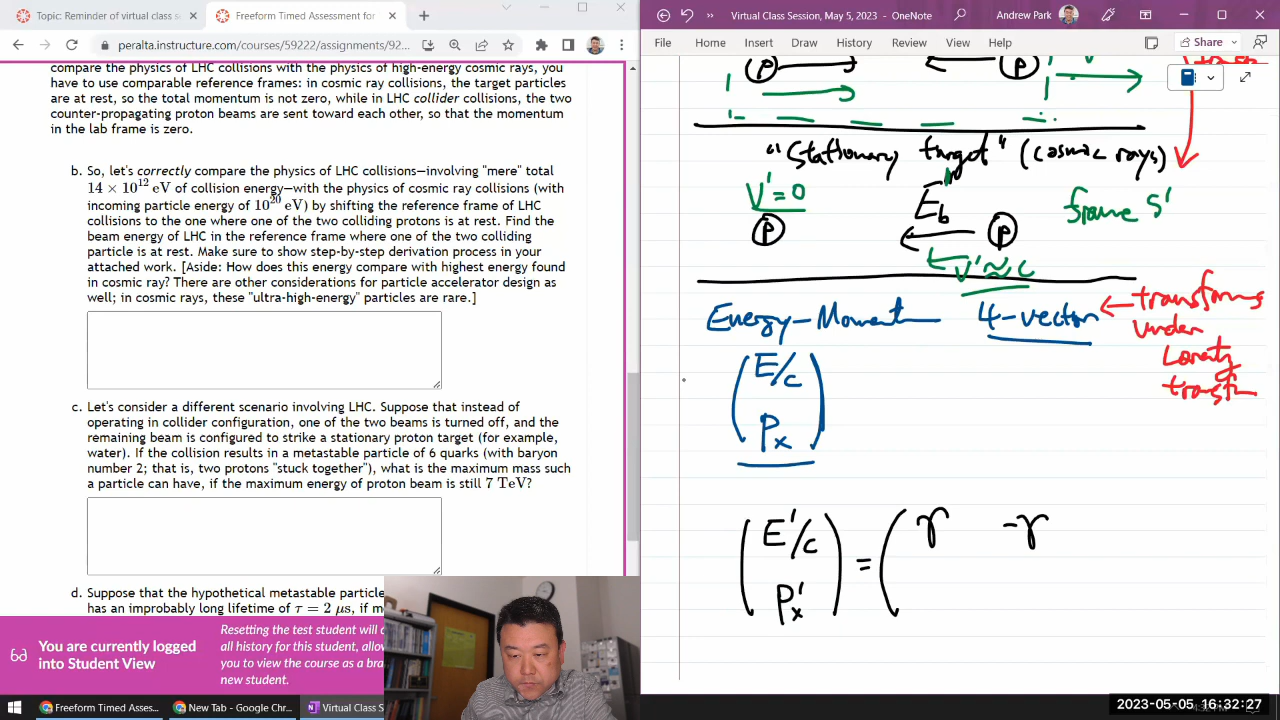 Topic: Reminder of virtual class s
Freeform Timed Assessment for
peralta.instructure.com/courses/59222/assignments/92...
compare the physics of LHC collisions with the physics of high-energy cosmic rays, you
have to use comparable reference frames: in cosmic ray collisions, the target particles
are at rest, so the total momentum is not zero, while in LHC collider collisions, the two
counter-propagating proton beams are sent toward each other, so that the momentum
in the lab frame is zero.
b. So, let's correctly compare the physics of LHC collisions—involving "mere" total
14 × 10^12 eV of collision energy—with the physics of cosmic ray collisions (with
incoming particle energy of 10^20 eV) by shifting the reference frame of LHC
collisions to the one where one of the two colliding protons is at rest. Find the
beam energy of LHC in the reference frame where one of the two colliding
particle is at rest. Make sure to show step-by-step derivation process in your
attached work. [Aside: How does this energy compare with highest energy found
in cosmic ray? There are other considerations for particle accelerator design as
well; in cosmic rays, these "ultra-high-energy" particles are rare.]
c. Let's consider a different scenario involving LHC. Suppose that instead of
operating in collider configuration, one of the two beams is turned off, and the
remaining beam is configured to strike a stationary proton target (for example,
water). If the collision results in a metastable particle of 6 quarks (with baryon
number 2; that is, two protons "stuck together"), what is the maximum mass such
a particle can have, if the maximum energy of proton beam is still 7 TeV?
d. Suppose that the hypothetical metastable particle
has an improbably long lifetime of τ = 2 μs, if m
You are currently logged
into Student View
Resetting the test student will c
all history for this student, allow
you to view the course as a bra
new student.
Freeform Timed Asses...
New Tab - Google Chr...
Virtual Class Session,
Virtual Class Session, May 5, 2023 - OneNote
Andrew Park
File Home Insert Draw History Review View Help
Share
P P
"Stationary target" (cosmic rays)
V' = 0
E_b
frame S'
P P
V' ≈ c
Energy-Moment 4-vector
← transforms
under
Lorentz
transfm
E/c
P_x
E'/c = γ -γ
P_x'
2023-05-05 16:32:27